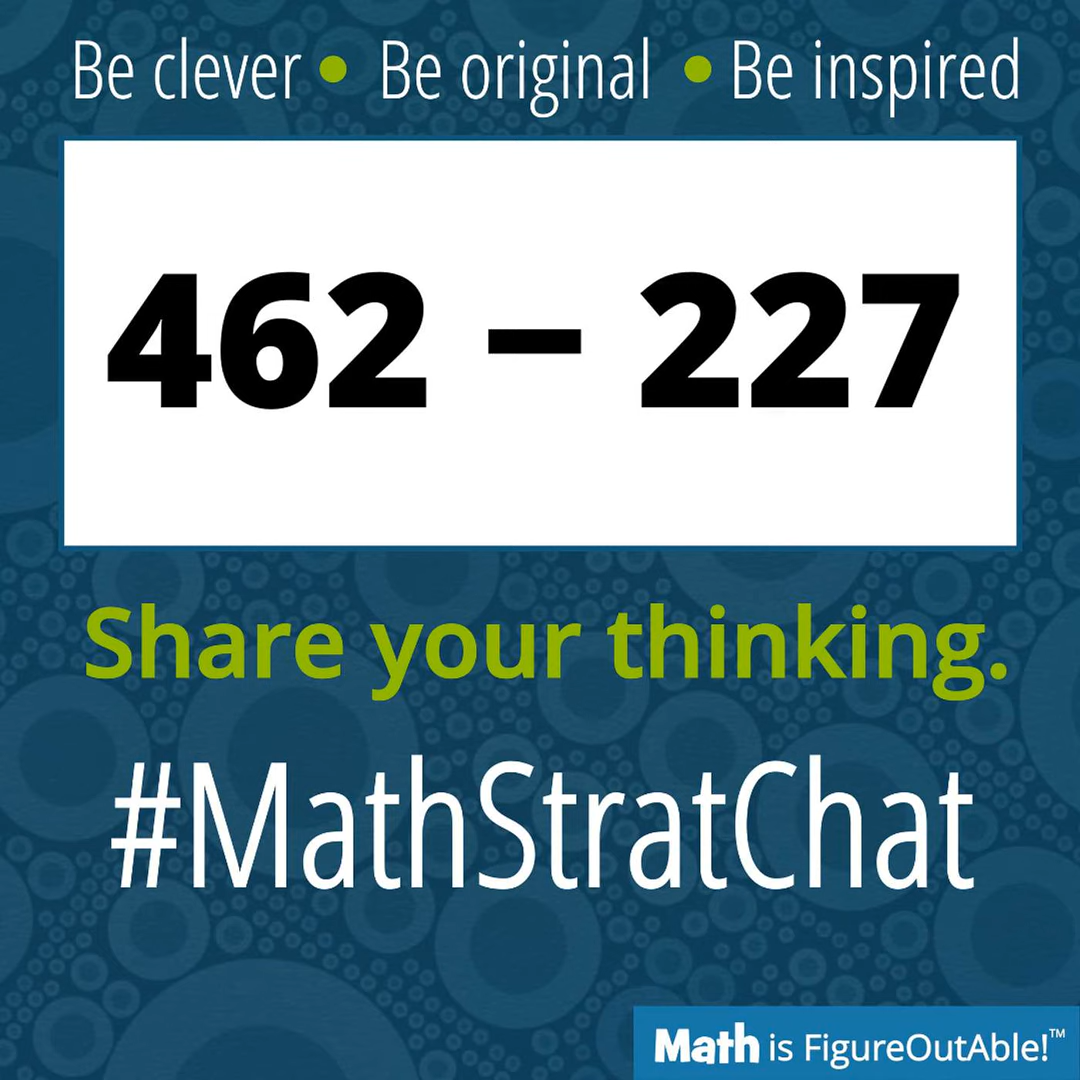 Be clever • Be original • Be inspired
462 – 227
Share your thinking.
#MathStratChat
Math is FigureOutAble!™